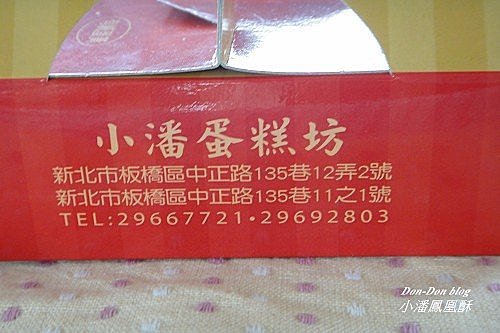 小潘蛋糕坊
新北市板橋區中正路135巷12弄2號
新北市板橋區中正路135巷11之1號
TEL:29667721·29692803
Don-Don blog
小潘鳳凰酥